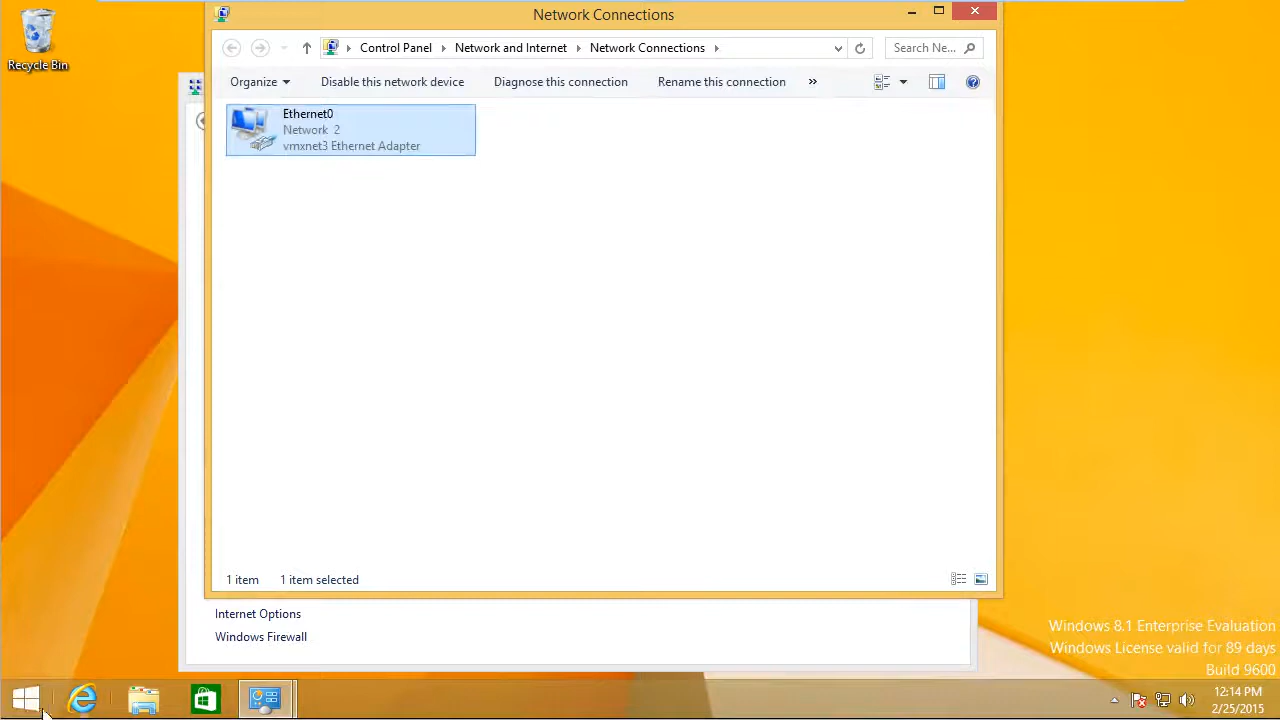 Recycle Bin
Network Connections
Control Panel
Network and Internet
Network Connections
Search Ne...
Organize
Disable this network device
Diagnose this connection
Rename this connection
»
Ethernet0
Network 2
vmxnet3 Ethernet Adapter
1 item
1 item selected
Internet Options
Windows Firewall
Windows 8.1 Enterprise Evaluation
Windows License valid for 89 days
Build 9600
12:14 PM
2/25/2015